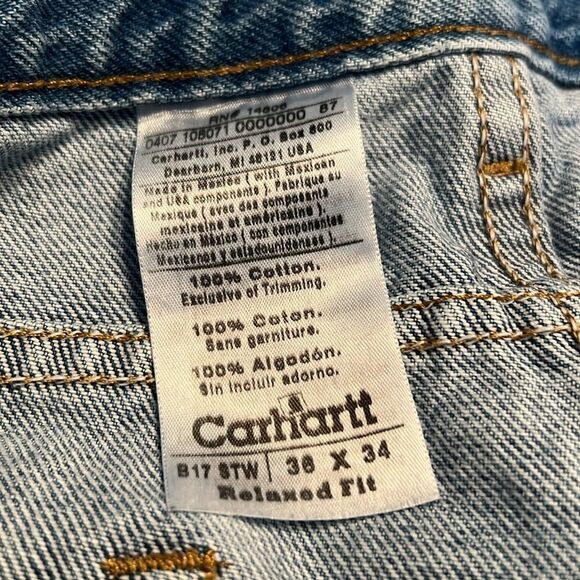 RN# 14806
0407 106071 0000000 87
Carhartt, Inc. P. O. Box 600
Dearborn, MI 48121 USA
Made in Mexico ( with Mexican
and USA components ). Fabriqué au
Mexique ( avec des composants
mexicains et américains ).
Hecho en México ( con componentes
Mexicanos y estadounidenses ).
100% Cotton.
Exclusive of Trimming.
100% Coton.
Sans garniture.
100% Algodón.
Sin incluir adorno.
Carhartt
B17 STW 36 X 34
Relaxed Fit